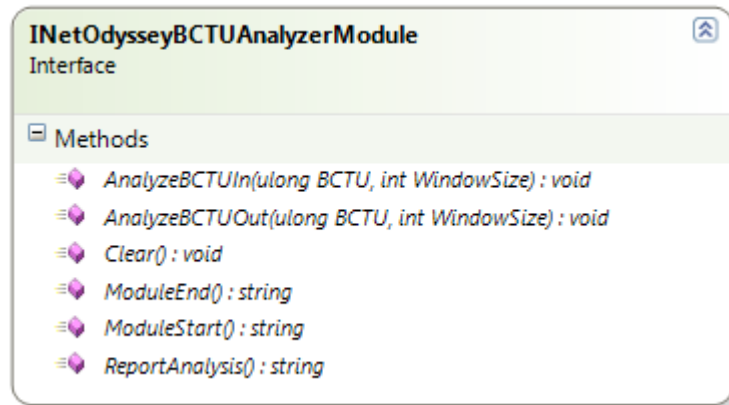 INetOdysseyBCTUAnalyzerModule
Interface
Methods
AnalyzeBCTUIn(ulong BCTU, int WindowSize) : void
AnalyzeBCTUOut(ulong BCTU, int WindowSize) : void
Clear() : void
ModuleEnd() : string
ModuleStart() : string
ReportAnalysis() : string